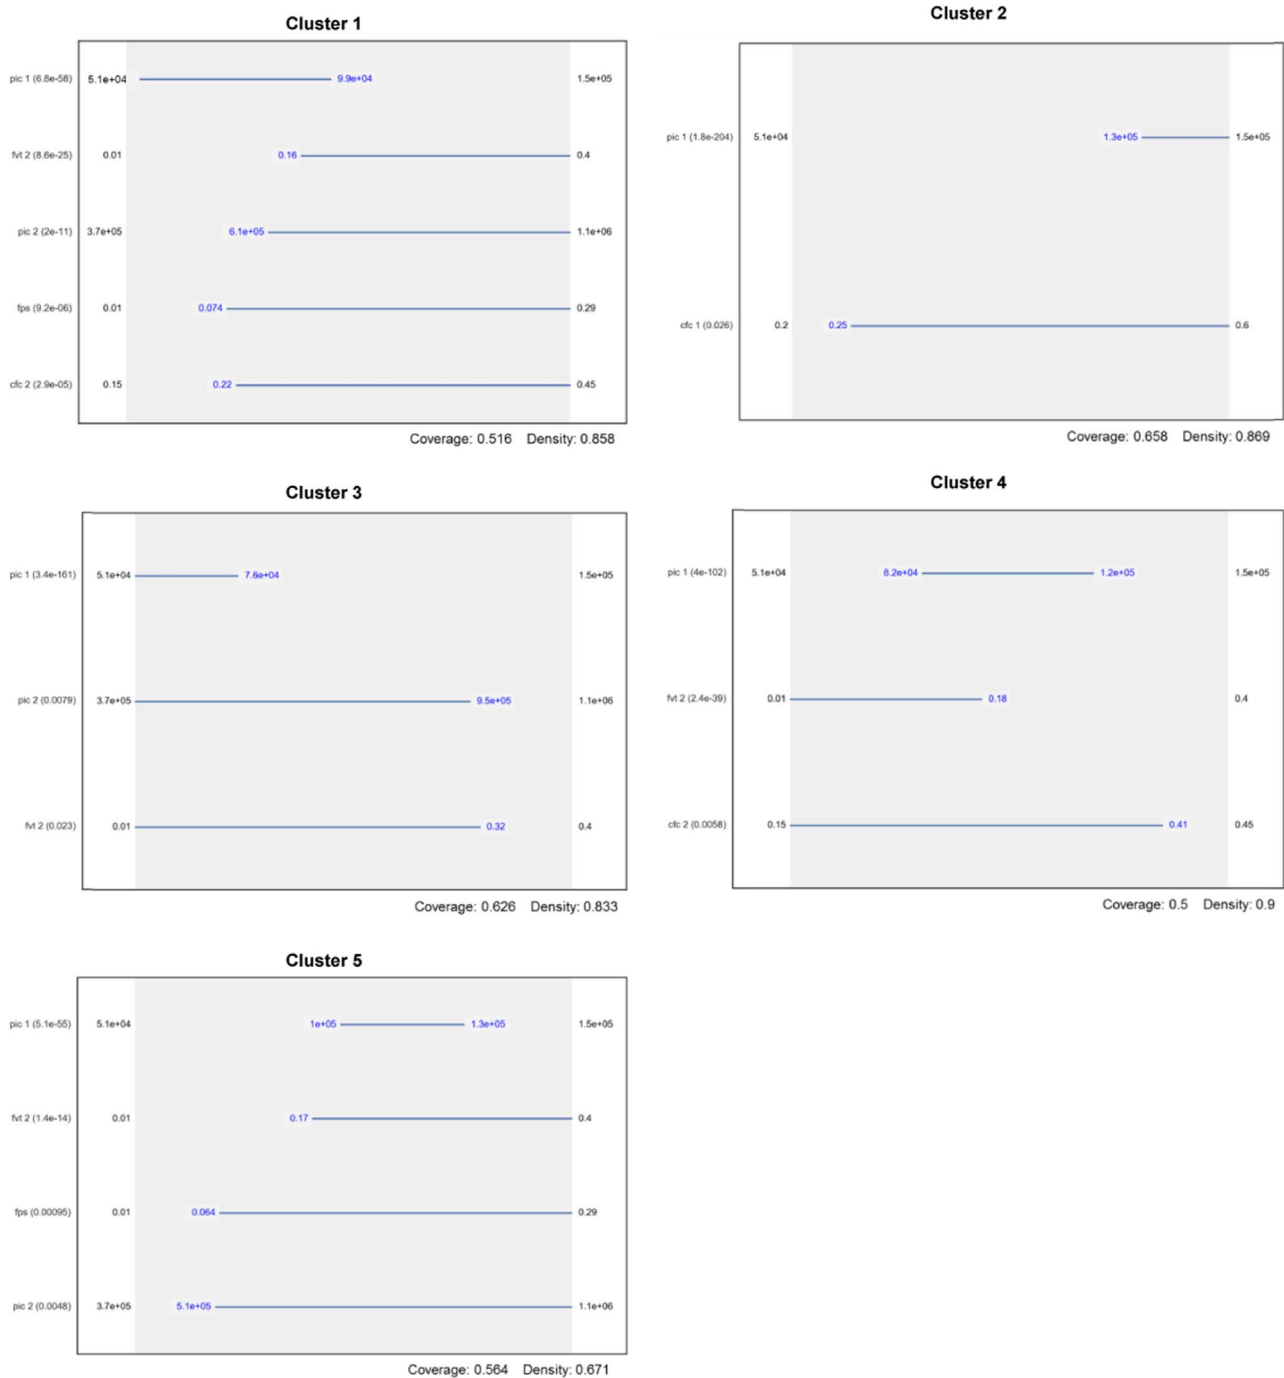 Cluster 1
pic 1 (6.8e-58) 5.1e+04 9.9e+04 1.5e+05
fvt 2 (8.6e-25) 0.01 0.16 0.4
pic 2 (2e-11) 3.7e+05 6.1e+05 1.1e+06
fps (9.2e-06) 0.01 0.074 0.29
cfc 2 (2.9e-05) 0.15 0.22 0.45
Coverage: 0.516 Density: 0.858
Cluster 2
pic 1 (1.8e-204) 5.1e+04 1.3e+05 1.5e+05
cfc 1 (0.026) 0.2 0.25 0.6
Coverage: 0.658 Density: 0.869
Cluster 3
pic 1 (3.4e-161) 5.1e+04 7.6e+04 1.5e+05
pic 2 (0.0079) 3.7e+05 9.5e+05 1.1e+06
fvt 2 (0.023) 0.01 0.32 0.4
Coverage: 0.626 Density: 0.833
Cluster 4
pic 1 (4e-102) 5.1e+04 8.2e+04 1.2e+05 1.5e+05
fvt 2 (2.4e-39) 0.01 0.18 0.4
cfc 2 (0.0058) 0.15 0.41 0.45
Coverage: 0.5 Density: 0.9
Cluster 5
pic 1 (5.1e-55) 5.1e+04 1e+05 1.3e+05 1.5e+05
fvt 2 (1.4e-14) 0.01 0.17 0.4
fps (0.00095) 0.01 0.064 0.29
pic 2 (0.0048) 3.7e+05 5.1e+05 1.1e+06
Coverage: 0.564 Density: 0.671